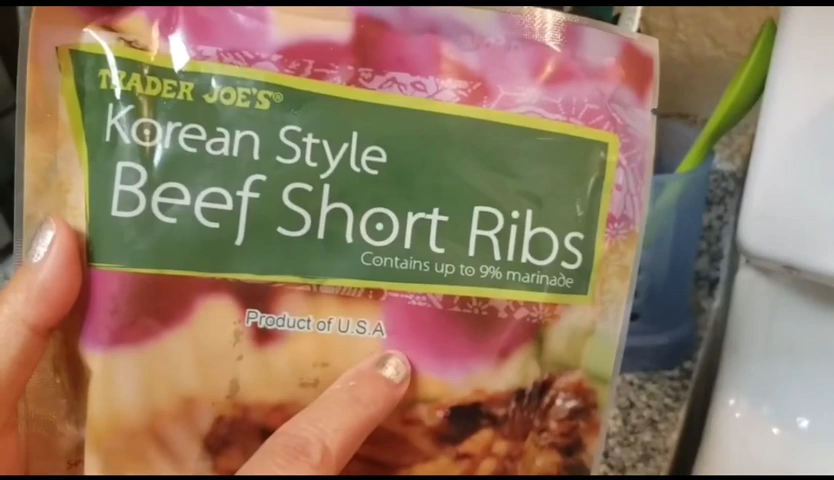 TRADER JOE'S®
Korean Style
Beef Short Ribs
Contains up to 9% marinade
Product of U.S.A